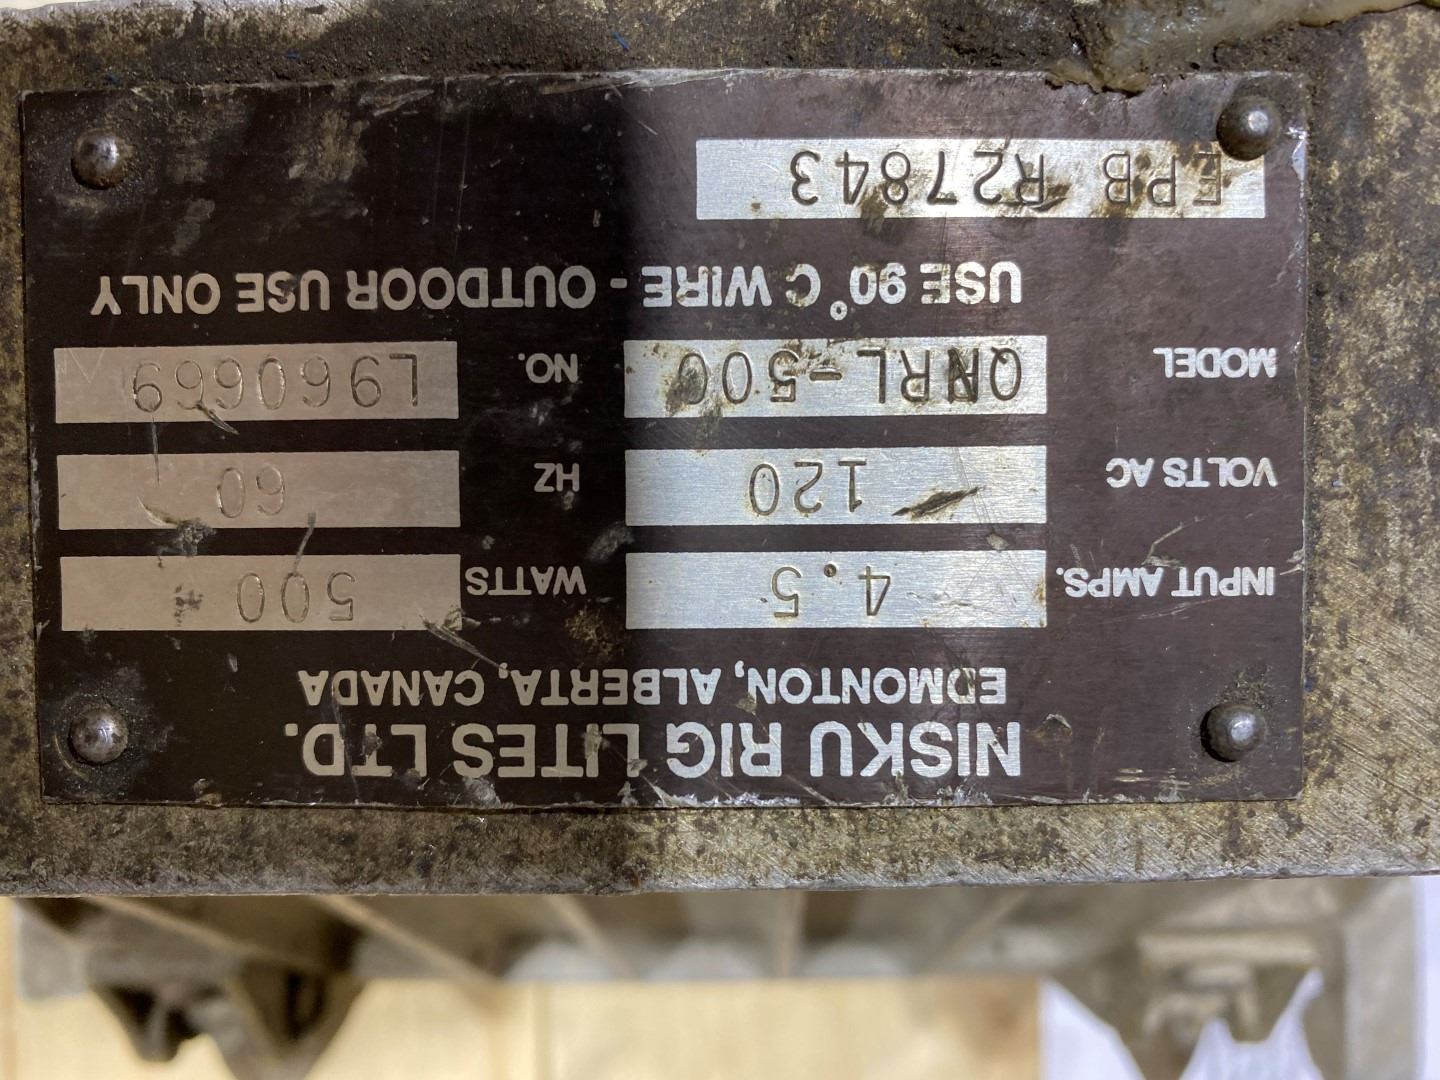 NISKU RIG LITES LTD.
EDMONTON, ALBERTA, CANADA
INPUT AMPS. 4.5 WATTS 500
VOLTS AC 120 HZ 60
MODEL QNRL-500 NO. L960669
USE 90°C WIRE - OUTDOOR USE ONLY
EPB R27843